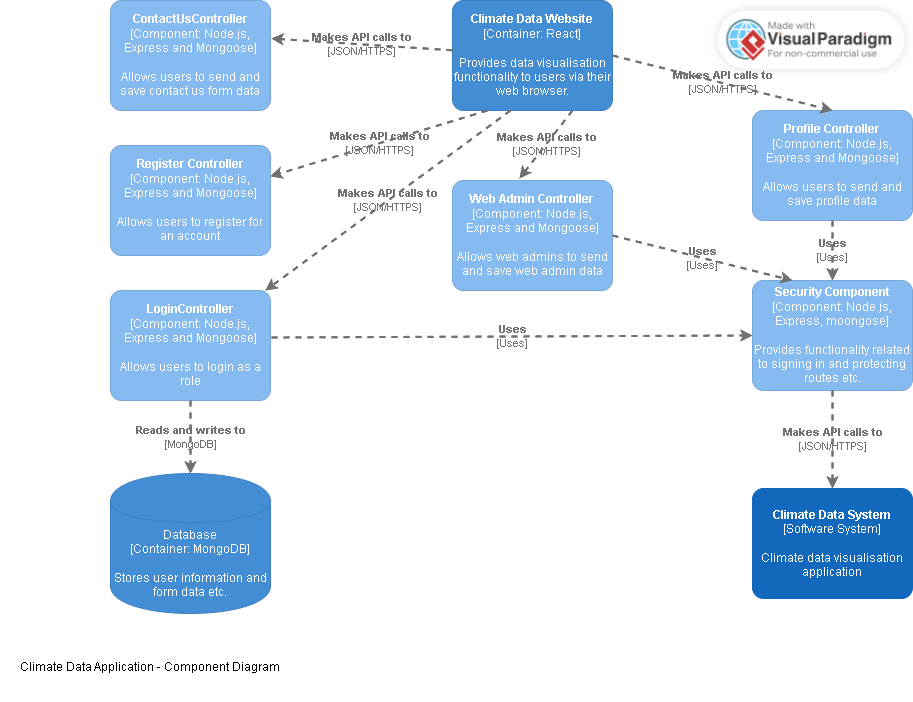 ContactUsController
[Component: Node.js,
Express and Mongoose]
Allows users to send and
save contact us form data
Makes API calls to
[JSON/HTTPS]
Climate Data Website
[Container: React]
Provides data visualisation
functionality to users via their
web browser.
Made with
Visual Paradigm
For non-commercial use
Makes API calls to
[JSON/HTTPS]
Profile Controller
[Component: Node.js,
Express and Mongoose]
Allows users to send and
save profile data
Makes API calls to
[JSON/HTTPS]
Makes API calls to
[JSON/HTTPS]
Register Controller
[Component: Node.js,
Express and Mongoose]
Allows users to register for
an account
Makes API calls to
[JSON/HTTPS]
Web Admin Controller
[Component: Node.js,
Express and Mongoose]
Allows web admins to send
and save web admin data
Uses
[Uses]
Uses
[Uses]
Security Component
[Component: Node.js,
Express, moongose]
Provides functionality related
to signing in and protecting
routes etc.
LoginController
[Component: Node.js,
Express and Mongoose]
Allows users to login as a
role
Uses
[Uses]
Reads and writes to
[MongoDB]
Makes API calls to
[JSON/HTTPS]
Database
[Container: MongoDB]
Stores user information and
form data etc.
Climate Data System
[Software System]
Climate data visualisation
application
Climate Data Application - Component Diagram